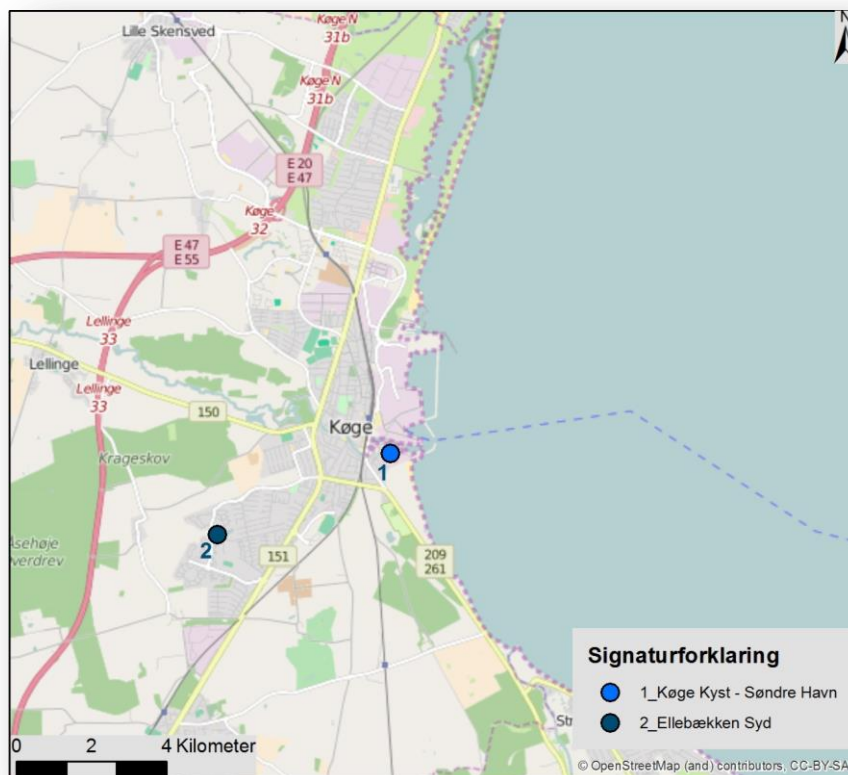 Lille Skensved
Køge N
31b
N
Køge N
31b
E 20
E 47
Køge
32
E 47
E 55
Lellinge
33
Lellinge
Lellinge
33
150
Køge
Krageskov
1
2
Åsehøje
151
209
261
Signaturforklaring
1_Køge Kyst - Søndre Havn
2_Ellebækken Syd
0 2 4 Kilometer
© OpenStreetMap (and) contributors, CC-BY-SA